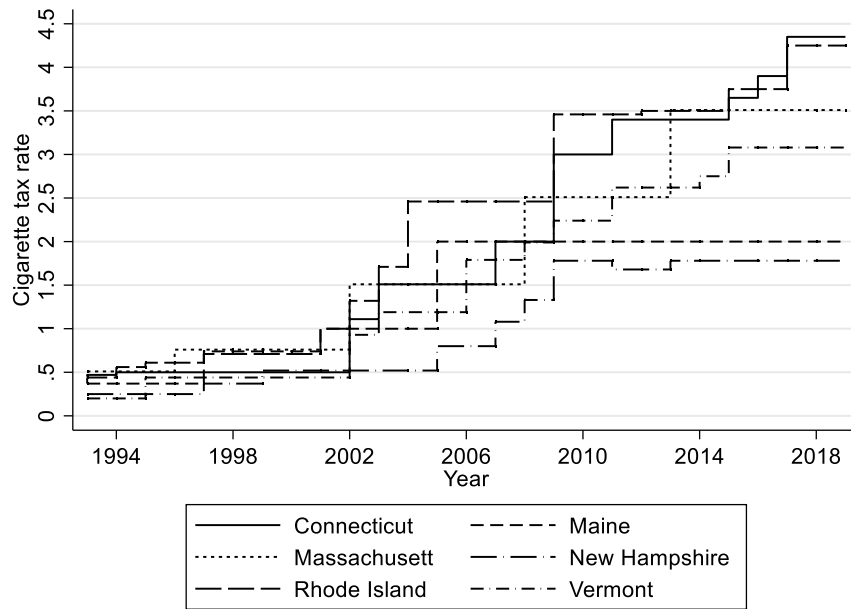 Cigarette tax rate
4.5
4
3.5
3
2.5
2
1.5
1
.5
0
1994 1998 2002 2006 2010 2014 2018
Year
Connecticut Maine
Massachusett New Hampshire
Rhode Island Vermont